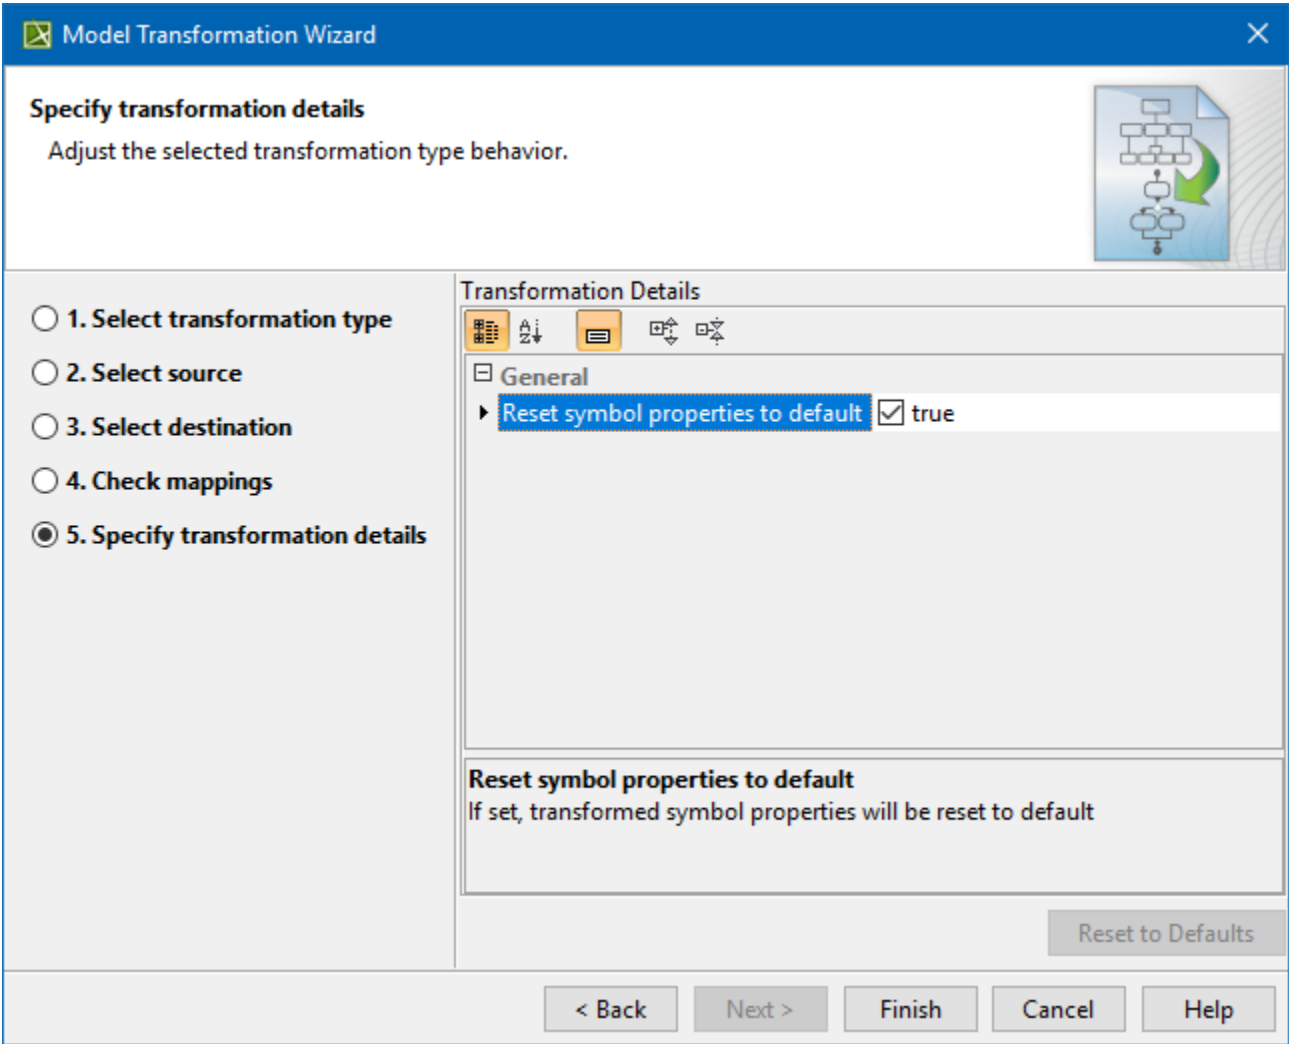 Model Transformation Wizard
Specify transformation details
Adjust the selected transformation type behavior.
1. Select transformation type
2. Select source
3. Select destination
4. Check mappings
5. Specify transformation details
Transformation Details
General
Reset symbol properties to default true
Reset symbol properties to default
If set, transformed symbol properties will be reset to default
Reset to Defaults
< Back Next > Finish Cancel Help